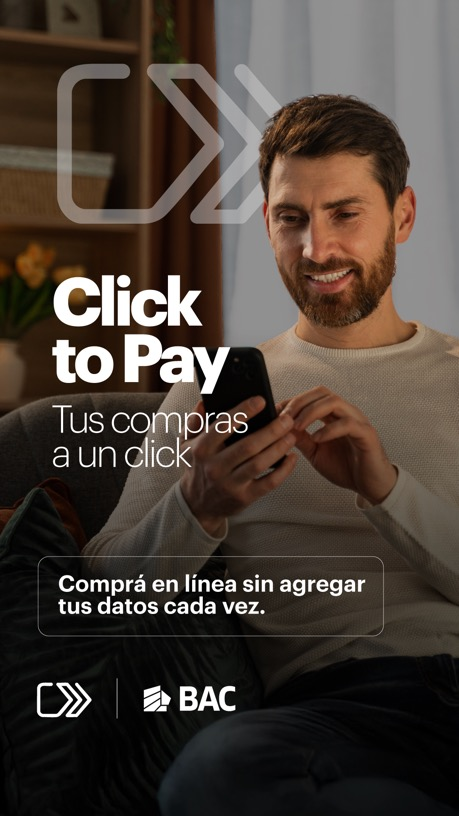 Click
to Pay
Tus compras
a un click
Comprá en línea sin agregar
tus datos cada vez.
BAC